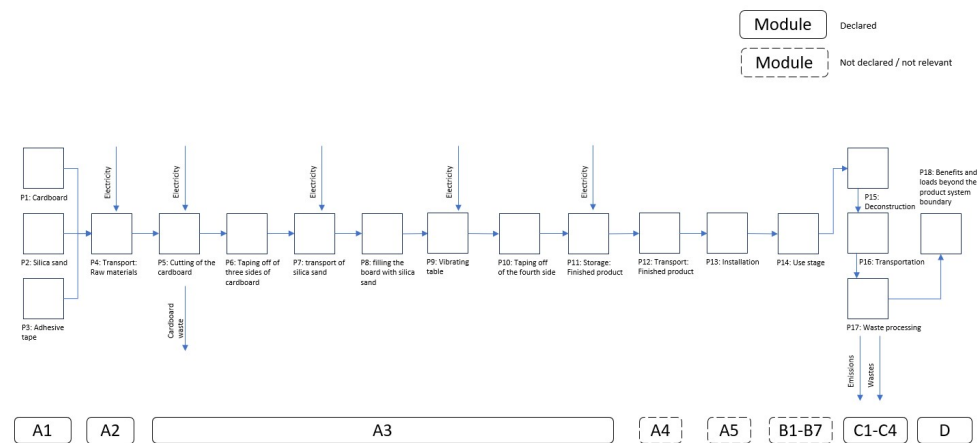 Module
Declared
Module
Not declared / not relevant
Electricity
Electricity
Electricity
Electricity
Electricity
P1: Cardboard
P2: Silica sand
P3: Adhesive
tape
P4: Transport:
Raw materials
P5: Cutting of the
cardboard
P6: Taping off of
three sides of
cardboard
P7: transport of
silica sand
P8: filling the
board with silica
sand
P9: Vibrating
table
P10: Taping off
of the fourth side
P11: Storage:
Finished product
P12: Transport:
Finished product
P13: Installation
P14: Use stage
P15:
Deconstruction
P16: Transportation
P17: Waste processing
P18: Benefits and
loads beyond the
product system
boundary
Cardboard
waste
Emissions
Wastes
A1
A2
A3
A4
A5
B1-B7
C1-C4
D